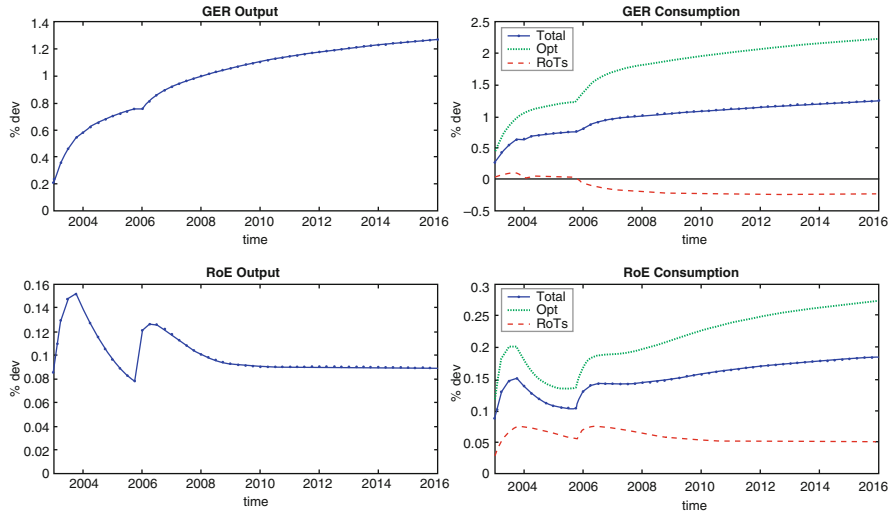 GER Output
1.4
1.2
1
0.8
0.6
0.4
0.2
0
% dev
2004 2006 2008 2010 2012 2014 2016
time
GER Consumption
2.5
2
1.5
1
0.5
0
−0.5
% dev
Total
Opt
RoTs
2004 2006 2008 2010 2012 2014 2016
time
RoE Output
0.16
0.14
0.12
0.1
0.08
0.06
0.04
0.02
0
% dev
2004 2006 2008 2010 2012 2014 2016
time
RoE Consumption
0.3
0.25
0.2
0.15
0.1
0.05
0
% dev
Total
Opt
RoTs
2004 2006 2008 2010 2012 2014 2016
time